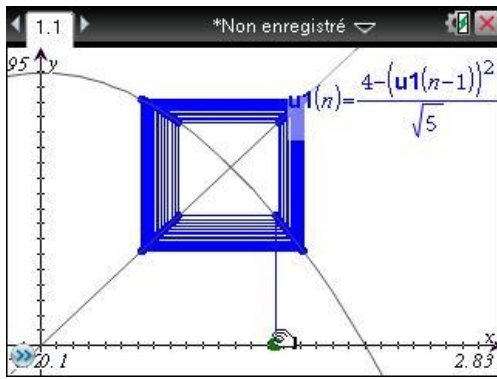 1.1 *Non enregistré
95 y
u1(n)=4-(u1(n-1))²/√5
x
0.1 2.83